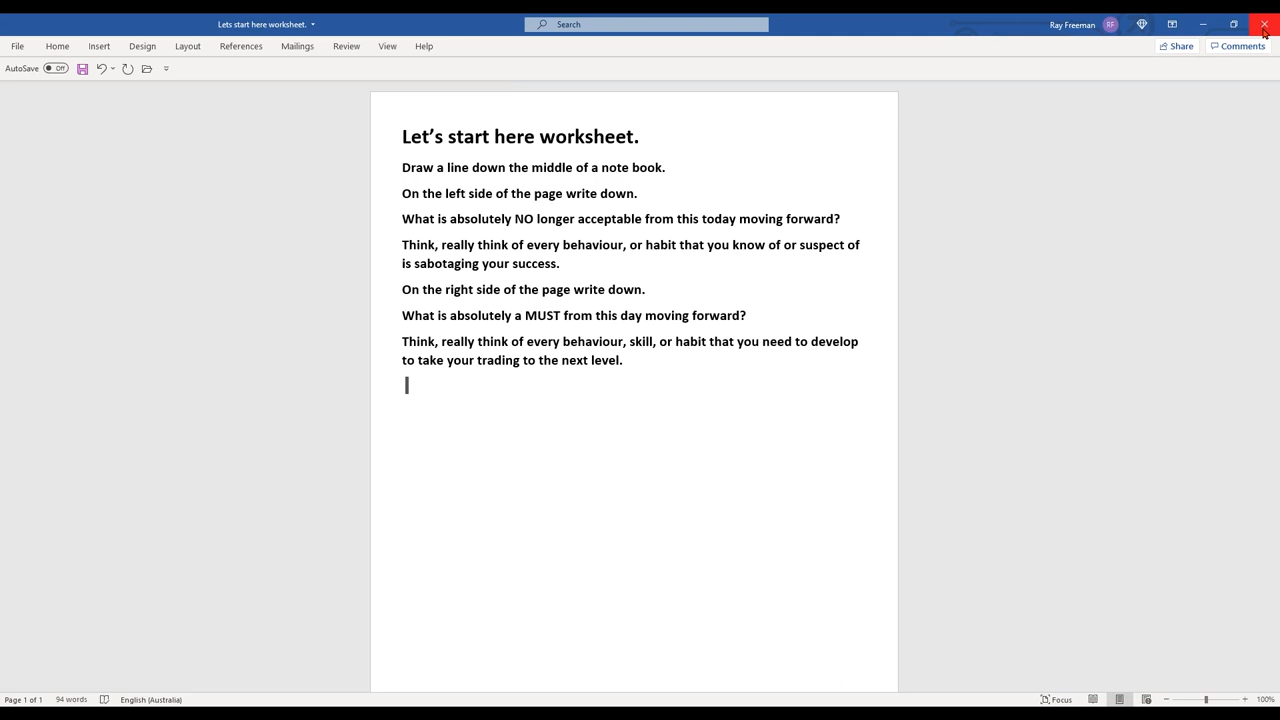 Lets start here worksheet.
Search
Ray Freeman
RF
File
Home
Insert
Design
Layout
References
Mailings
Review
View
Help
Share
Comments
AutoSave
Off
Let's start here worksheet.
Draw a line down the middle of a note book.
On the left side of the page write down.
What is absolutely NO longer acceptable from this today moving forward?
Think, really think of every behaviour, or habit that you know of or suspect of
is sabotaging your success.
On the right side of the page write down.
What is absolutely a MUST from this day moving forward?
Think, really think of every behaviour, skill, or habit that you need to develop
to take your trading to the next level.
Page 1 of 1
94 words
English (Australia)
Focus
100%